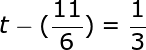 t − (11/6) = 1/3